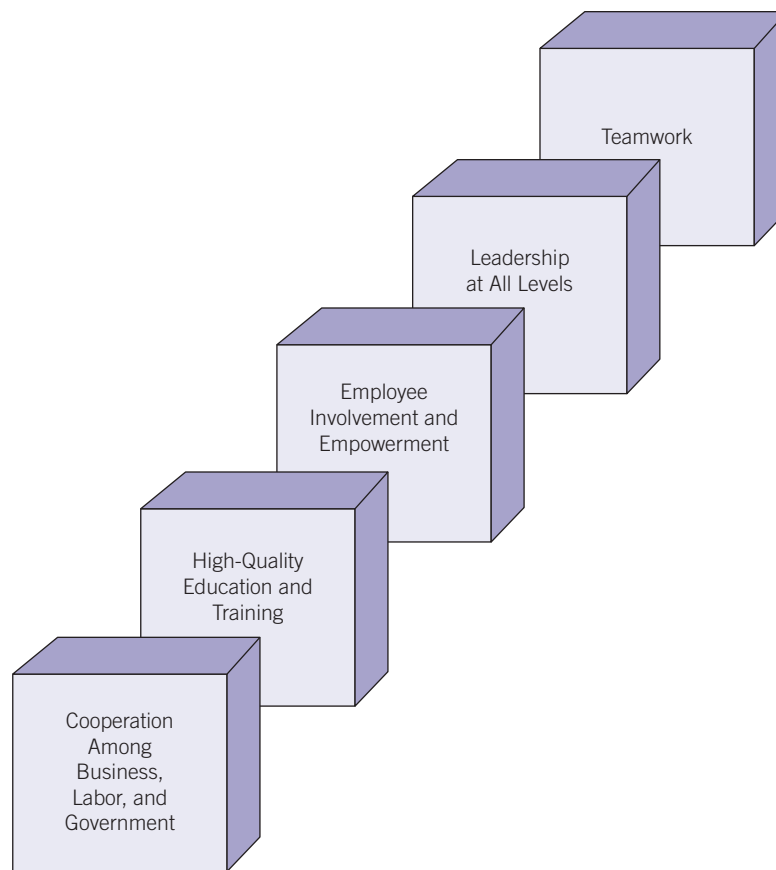 Teamwork
Leadership
at All Levels
Employee
Involvement and
Empowerment
High-Quality
Education and
Training
Cooperation
Among
Business,
Labor, and
Government